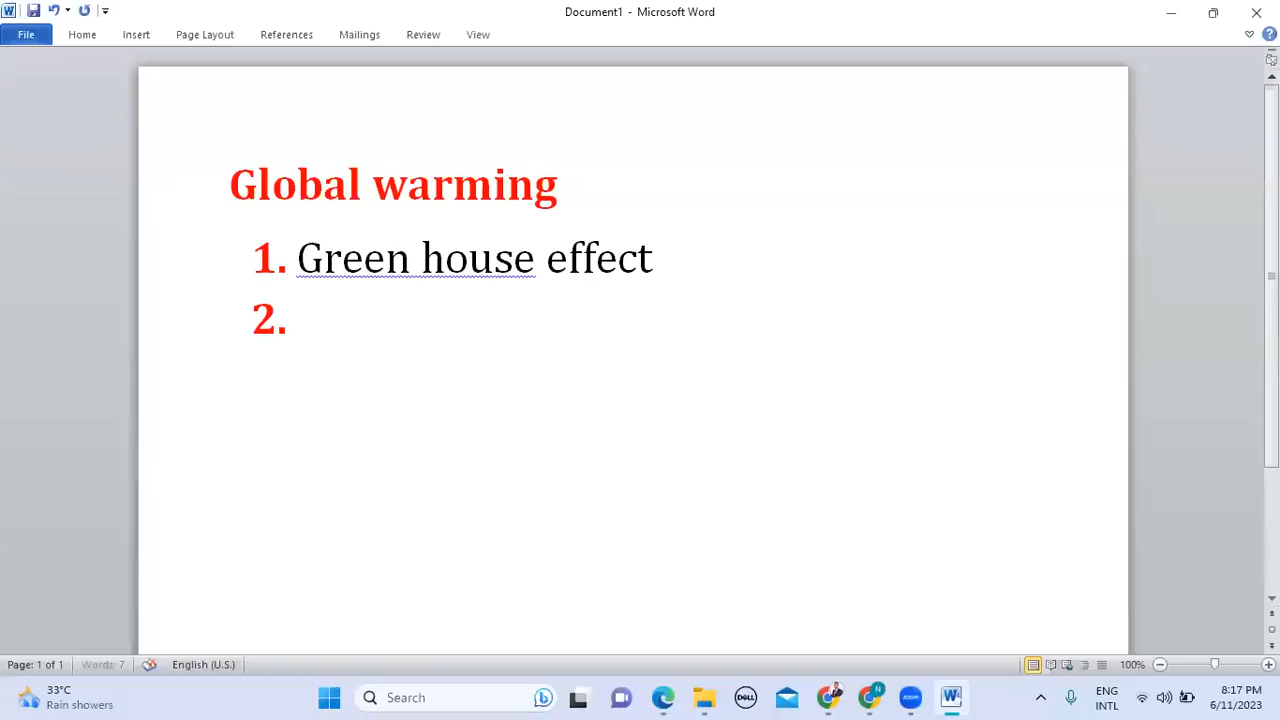 Document1 - Microsoft Word
File Home Insert Page Layout References Mailings Review View
Global warming
1. Green house effect
2.
Page: 1 of 1 Words: 7 English (U.S.) 100%
33°C
Rain showers
Search
DELL
ENG
INTL
8:17 PM
6/11/2023